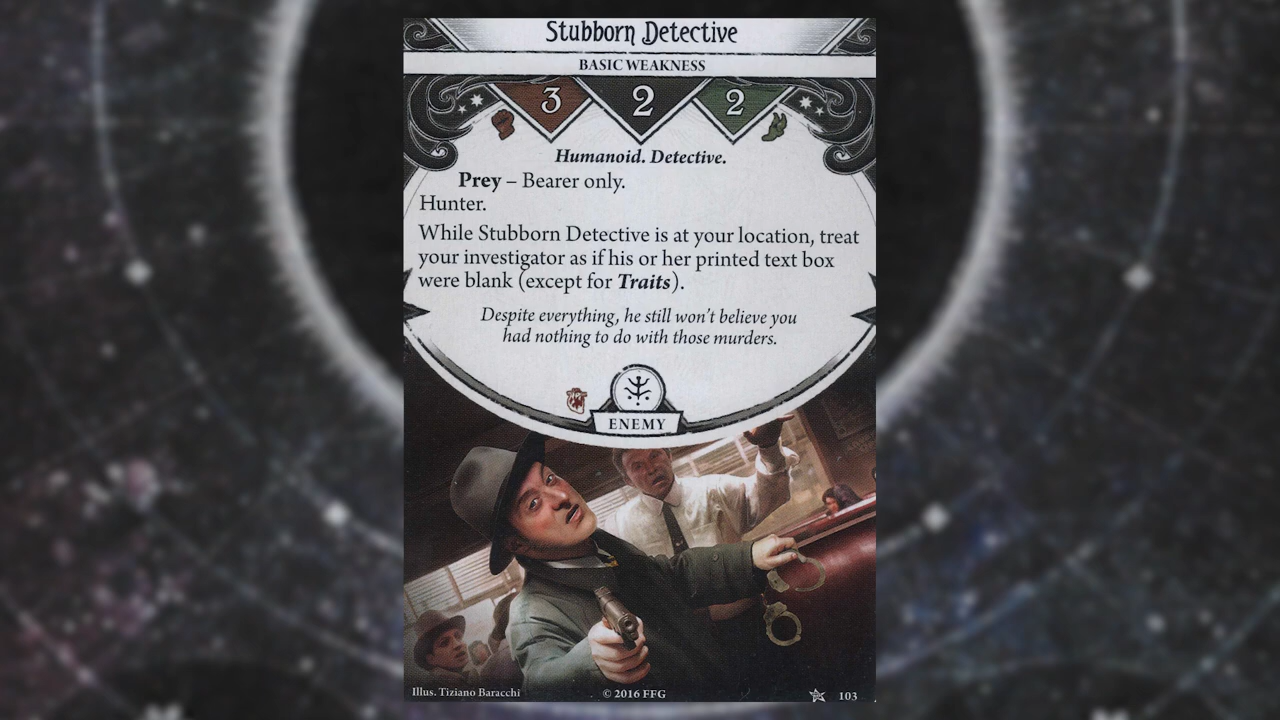 Stubborn Detective
BASIC WEAKNESS
3 2 2
Humanoid. Detective.
Prey – Bearer only.
Hunter.
While Stubborn Detective is at your location, treat
your investigator as if his or her printed text box
were blank (except for Traits).
Despite everything, he still won't believe you
had nothing to do with those murders.
ENEMY
Illus. Tiziano Baracchi © 2016 FFG 103